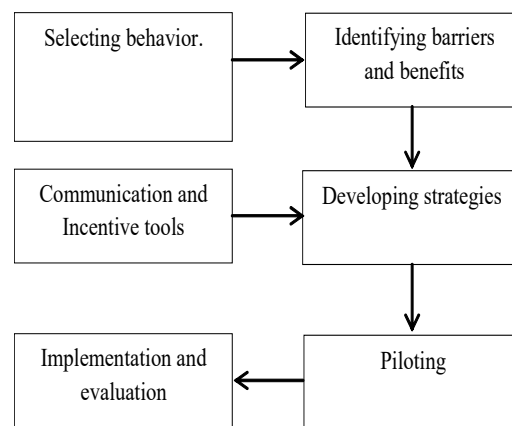 Selecting behavior.
Identifying barriers
and benefits
Communication and
Incentive tools
Developing strategies
Implementation and
evaluation
Piloting